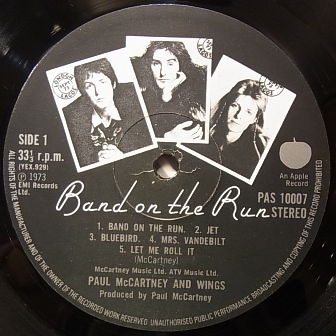 SIDE 1
33⅓ r.p.m.
(YEX.929)
Ⓟ 1973
EMI Records
Ltd.
An Apple
Record
PAS 10007
STEREO
Band on the Run
1. BAND ON THE RUN. 2. JET
3. BLUEBIRD. 4. MRS. VANDEBILT
5. LET ME ROLL IT
(McCartney)
McCartney Music Ltd. ATV Music Ltd.
PAUL McCARTNEY AND WINGS
Produced by Paul McCartney
ALL RIGHTS OF THE MANUFACTURER AND OF THE OWNER OF THE RECORDED WORK RESERVED. UNAUTHORISED PUBLIC PERFORMANCE BROADCASTING AND COPYING OF THIS RECORD PROHIBITED